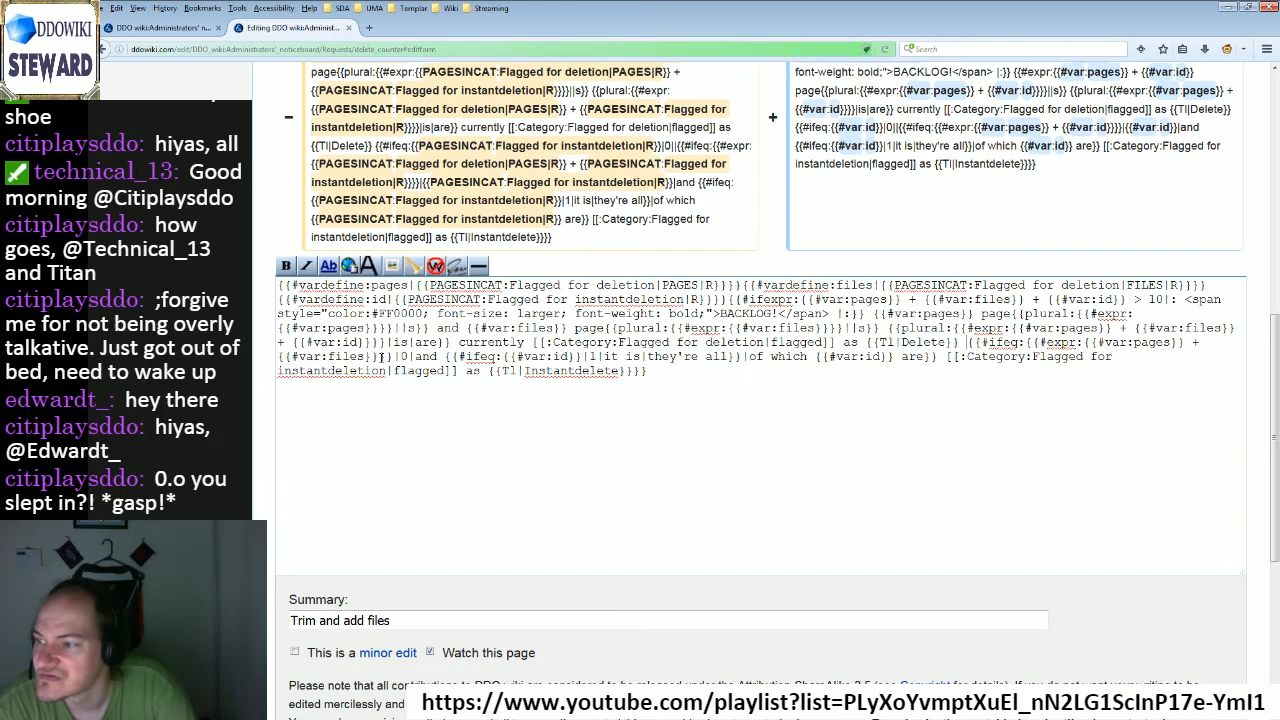 DDOWIKI
STEWARD
File Edit View History Bookmarks Tools Accessibility Help SDA UMA Templar Wiki Streaming
DDO wiki:Administrators' n... × Editing DDO wiki:Administ... × +
ddowiki.com/edit/DDO_wiki:Administrators'_noticeboard/Requests/delete_counter#editform
Search
shoe
citiplaysddo: hiyas, all
technical_13: Good
morning @Citiplaysddo
citiplaysddo: how
goes, @Technical_13
and Titan
citiplaysddo: ;forgive
me for not being overly
talkative. Just got out of
bed, need to wake up
edwardt_: hey there
citiplaysddo: hiyas,
@Edwardt_
citiplaysddo: 0.o you
slept in?! *gasp!*
−
page{{plural:{{#expr:{{PAGESINCAT:Flagged for deletion|PAGES|R}} +
{{PAGESINCAT:Flagged for instantdeletion|R}}}}||s}} {{plural:{{#expr:
{{PAGESINCAT:Flagged for deletion|PAGES|R}} + {{PAGESINCAT:Flagged for
instantdeletion|R}}}}|is|are}} currently [[:Category:Flagged for deletion|flagged]] as
{{Tl|Delete}} {{#ifeq:{{PAGESINCAT:Flagged for instantdeletion|R}}|0||{{#ifeq:{{#expr:
{{PAGESINCAT:Flagged for deletion|PAGES|R}} + {{PAGESINCAT:Flagged for
instantdeletion|R}}}}|{{PAGESINCAT:Flagged for instantdeletion|R}}|and {{#ifeq:
{{PAGESINCAT:Flagged for instantdeletion|R}}|1|it is|they're all}}|of which
{{PAGESINCAT:Flagged for instantdeletion|R}} are}} [[:Category:Flagged for
instantdeletion|flagged]] as {{Tl|Instantdelete}}}}
+
font-weight: bold;">BACKLOG!</span> |:}} {{#expr:{{#var:pages}} + {{#var:id}}
page{{plural:{{#expr:{{#var:pages}} + {{#var:id}}}}||s}} {{plural:{{#expr:{{#var:pages}} +
{{#var:id}}}}|is|are}} currently [[:Category:Flagged for deletion|flagged]] as {{Tl|Delete}}
{{#ifeq:{{#var:id}}|0||{{#ifeq:{{#expr:{{#var:pages}} + {{#var:id}}}}|{{#var:id}}|and
{{#ifeq:{{#var:id}}|1|it is|they're all}}|of which {{#var:id}} are}} [[:Category:Flagged for
instantdeletion|flagged]] as {{Tl|Instantdelete}}}}
B I Ab A W
{{#vardefine:pages|{{PAGESINCAT:Flagged for deletion|PAGES|R}}}}{{#vardefine:files|{{PAGESINCAT:Flagged for deletion|FILES|R}}}}
{{#vardefine:id|{{PAGESINCAT:Flagged for instantdeletion|R}}}}{{#ifexpr:{{#var:pages}} + {{#var:files}} + {{#var:id}} > 10|: <span
style="color:#FF0000; font-size: larger; font-weight: bold;">BACKLOG!</span> |:}} {{#var:pages}} page{{plural:{{#expr:
{{#var:pages}}}}||s}} and {{#var:files}} page{{plural:{{#expr:{{#var:files}}}}||s}} {{plural:{{#expr:{{#var:pages}} + {{#var:files}}
+ {{#var:id}}}}|is|are}} currently [[:Category:Flagged for deletion|flagged]] as {{Tl|Delete}} |{{#ifeq:{{#expr:{{#var:pages}} +
{{#var:files}}}}|0|and {{#ifeq:{{#var:id}}|1|it is|they're all}}|of which {{#var:id}} are}} [[:Category:Flagged for
instantdeletion|flagged]] as {{Tl|Instantdelete}}}}
Summary:
Trim and add files
This is a minor edit Watch this page
Please note that all
edited mercilessly and
https://www.youtube.com/playlist?list=PLyXoYvmptXuEl_nN2LG1ScInP17e-YmI1